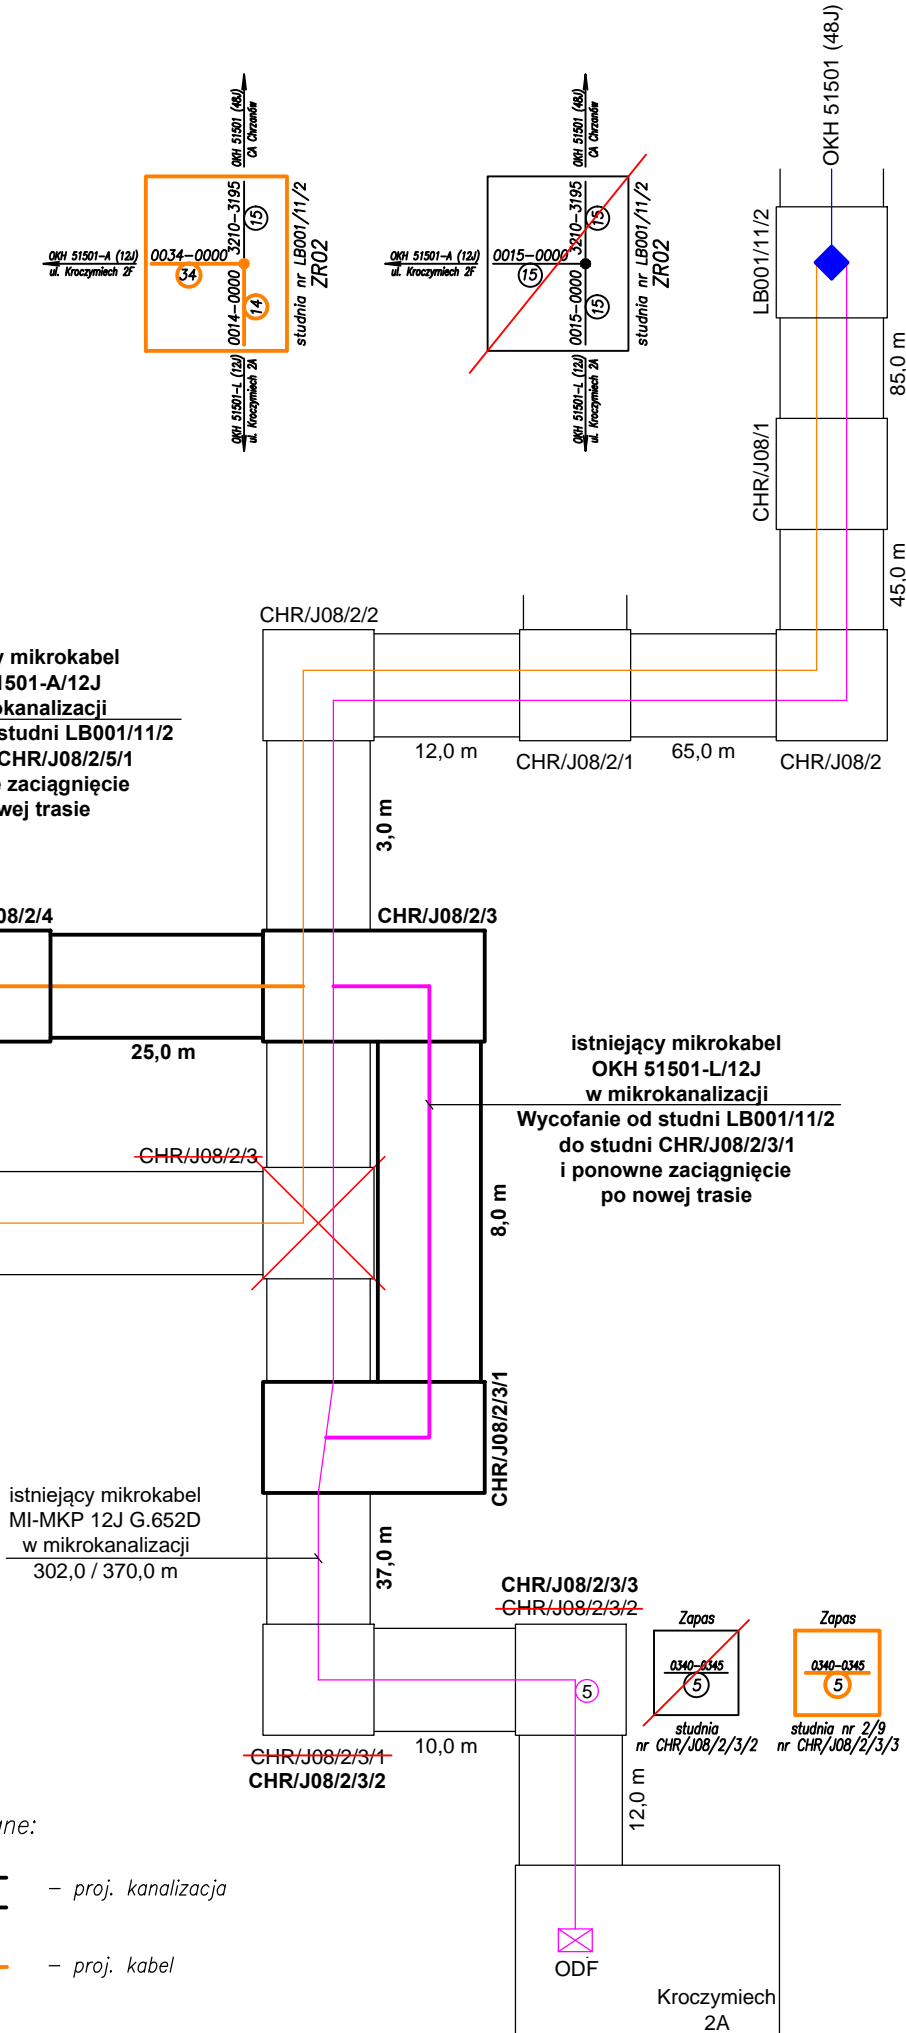 OKH 51501 (48J)
CA Chrzanów
OKH 51501-A (12J)
ul. Kroczymiech 2F
0034-0000
34
3210-3195
15
0014-0000
14
OKH 51501-L (12J)
ul. Kroczymiech 2A
studnia nr LB001/11/2
ZR02
OKH 51501 (48J)
CA Chrzanów
OKH 51501-A (12J)
ul. Kroczymiech 2F
0015-0000
15
3210-3195
15
0015-0000
15
OKH 51501-L (12J)
ul. Kroczymiech 2A
studnia nr LB001/11/2
ZR02
OKH 51501 (48J)
LB001/11/2
85,0 m
CHR/J08/1
45,0 m
CHR/J08/2/2
12,0 m
CHR/J08/2/1
65,0 m
CHR/J08/2
y mikrokabel
1501-A/12J
okanalizacji
studni LB001/11/2
CHR/J08/2/5/1
e zaciągnięcie
wej trasie
3,0 m
08/2/4
CHR/J08/2/3
25,0 m
istniejący mikrokabel
OKH 51501-L/12J
w mikrokanalizacji
Wycofanie od studni LB001/11/2
do studni CHR/J08/2/3/1
i ponowne zaciągnięcie
po nowej trasie
CHR/J08/2/3
8,0 m
CHR/J08/2/3/1
istniejący mikrokabel
MI-MKP 12J G.652D
w mikrokanalizacji
302,0 / 370,0 m
37,0 m
CHR/J08/2/3/3
CHR/J08/2/3/2
5
Zapas
0340-0345
5
studnia
nr CHR/J08/2/3/2
Zapas
0340-0345
5
studnia nr 2/9
nr CHR/J08/2/3/3
10,0 m
CHR/J08/2/3/1
CHR/J08/2/3/2
12,0 m
ane:
– proj. kanalizacja
– proj. kabel
ODF
Kroczymiech
2A